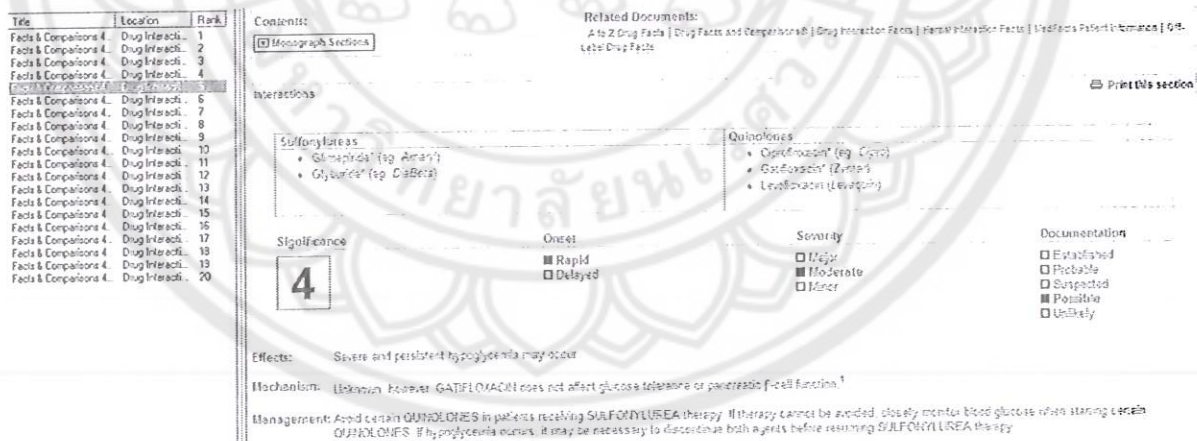 Title Location Rank
Facts & Comparisons 4... Drug Interacti... 1
Facts & Comparisons 4... Drug Interacti... 2
Facts & Comparisons 4... Drug Interacti... 3
Facts & Comparisons 4... Drug Interacti... 4
5
Facts & Comparisons 4... Drug Interacti... 6
Facts & Comparisons 4... Drug Interacti... 7
Facts & Comparisons 4... Drug Interacti... 8
Facts & Comparisons 4... Drug Interacti... 9
Facts & Comparisons 4... Drug Interacti... 10
Facts & Comparisons 4... Drug Interacti... 11
Facts & Comparisons 4... Drug Interacti... 12
Facts & Comparisons 4... Drug Interacti... 13
Facts & Comparisons 4... Drug Interacti... 14
Facts & Comparisons 4... Drug Interacti... 15
Facts & Comparisons 4... Drug Interacti... 16
Facts & Comparisons 4... Drug Interacti... 17
Facts & Comparisons 4... Drug Interacti... 18
Facts & Comparisons 4... Drug Interacti... 19
Facts & Comparisons 4... Drug Interacti... 20
Contents:
Monograph Sections
Related Documents:
A to Z Drug Facts | Drug Facts and Comparisons® | Drug Interaction Facts | Herbal Interaction Facts | MedFacts Patient Information | Off-
Label Drug Facts
Print this section
Interactions
Sulfonylureas
• Glimepiride* (eg, Amaryl)
• Glyburide* (eg, DiaBeta)
Quinolones
• Ciprofloxacin* (eg, Cipro)
• Gatifloxacin* (Zymar)
• Levofloxacin (Levaquin)
Significance
4
Onset
Rapid
Delayed
Severity
Major
Moderate
Minor
Documentation
Established
Probable
Suspected
Possible
Unlikely
Effects: Severe and persistent hypoglycemia may occur
Mechanism: Unknown, however, GATIFLOXACIN does not affect glucose tolerance or pancreatic β-cell function.1
Management: Avoid certain QUINOLONES in patients receiving SULFONYLUREA therapy. If therapy cannot be avoided, closely monitor blood glucose when starting certain
QUINOLONES. If hypoglycemia occurs, it may be necessary to discontinue both agents before resuming SULFONYLUREA therapy